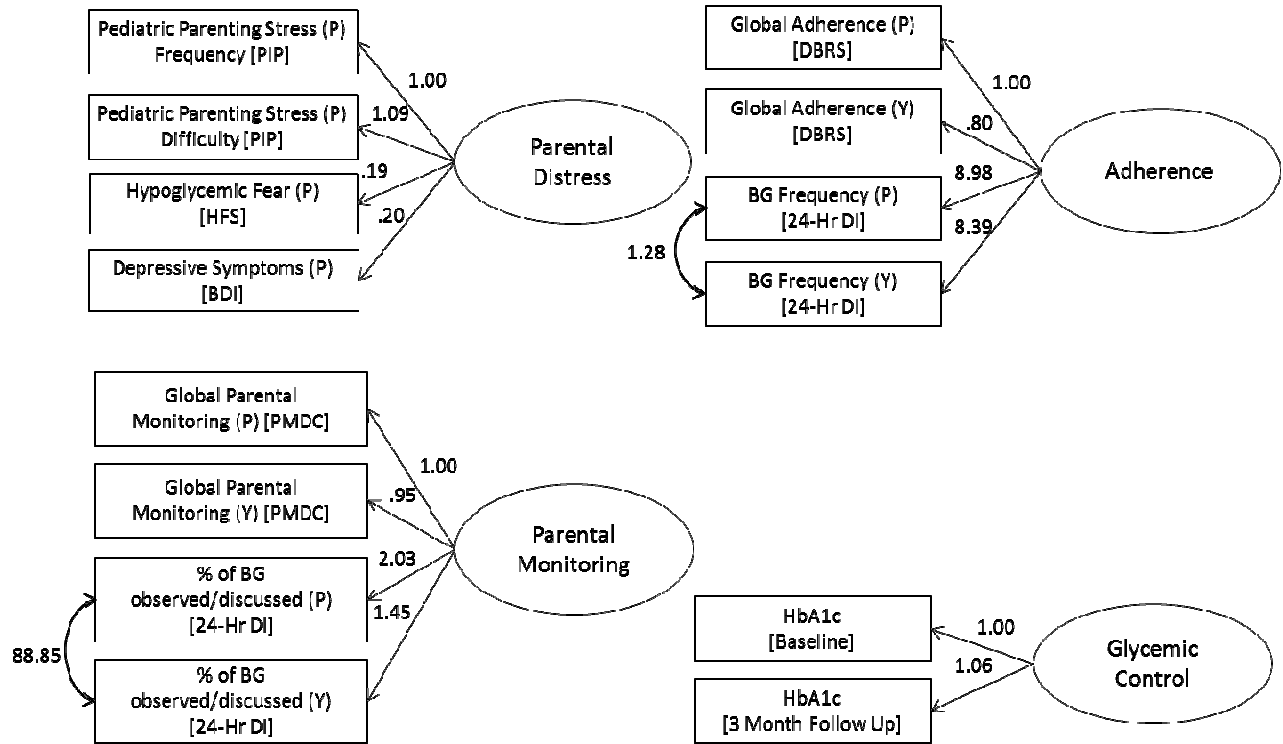 Pediatric Parenting Stress (P)
Frequency [PIP]
Pediatric Parenting Stress (P)
Difficulty [PIP]
Hypoglycemic Fear (P)
[HFS]
Depressive Symptoms (P)
[BDI]
1.00
1.09
.19
.20
Parental
Distress
Global Adherence (P)
[DBRS]
Global Adherence (Y)
[DBRS]
BG Frequency (P)
[24-Hr DI]
BG Frequency (Y)
[24-Hr DI]
1.28
1.00
.80
8.98
8.39
Adherence
Global Parental
Monitoring (P) [PMDC]
Global Parental
Monitoring (Y) [PMDC]
% of BG
observed/discussed (P)
[24-Hr DI]
% of BG
observed/discussed (Y)
[24-Hr DI]
88.85
1.00
.95
2.03
1.45
Parental
Monitoring
HbA1c
[Baseline]
HbA1c
[3 Month Follow Up]
1.00
1.06
Glycemic
Control